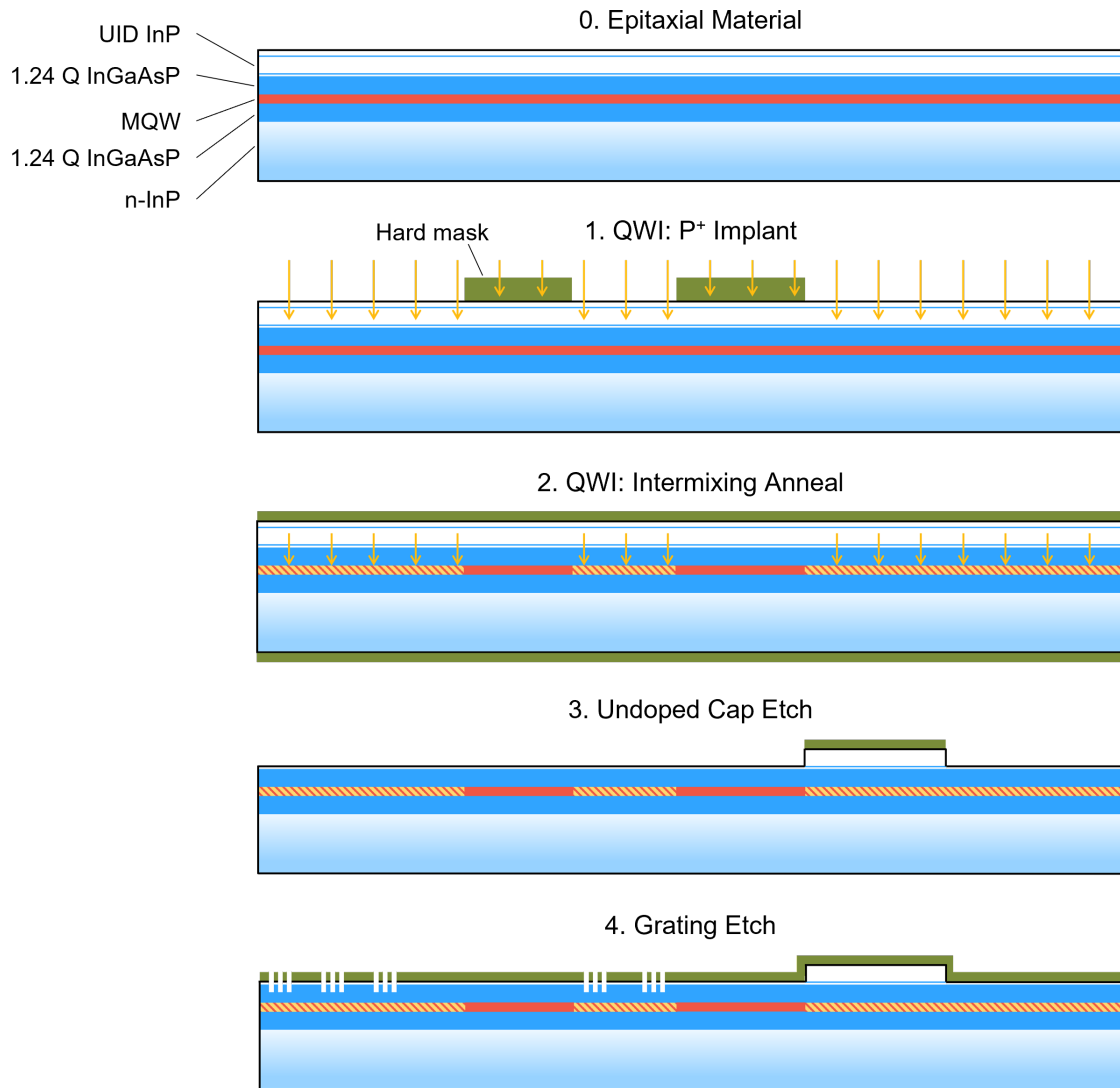 0. Epitaxial Material
UID InP
1.24 Q InGaAsP
MQW
1.24 Q InGaAsP
n-InP
Hard mask
1. QWI: P⁺ Implant
2. QWI: Intermixing Anneal
3. Undoped Cap Etch
4. Grating Etch